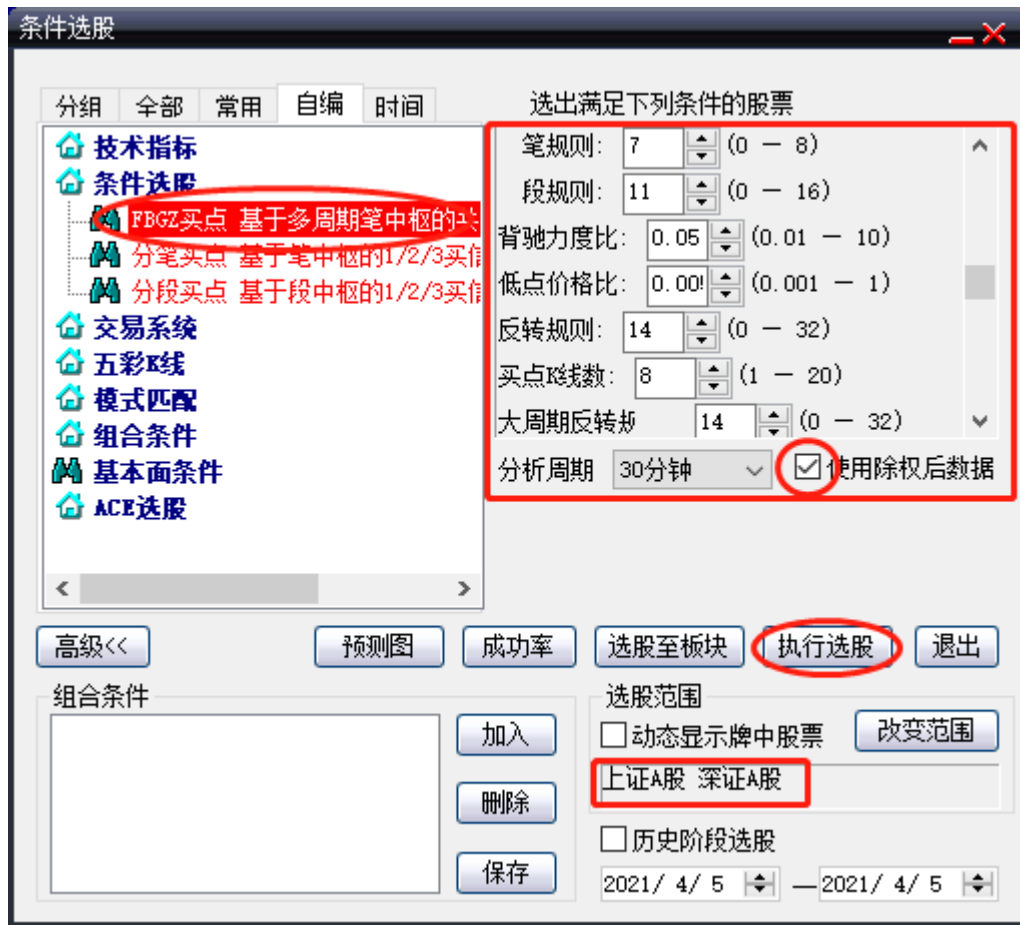 条件选股
分组 全部 常用 自编 时间
选出满足下列条件的股票
技术指标
条件选股
FBGZ买点 基于多周期笔中枢的
分笔买点 基于笔中枢的1/2/3买信
分段买点 基于段中枢的1/2/3买信
交易系统
五彩K线
模式匹配
组合条件
基本面条件
ACE选股
笔规则: 7 (0 — 8)
段规则: 11 (0 — 16)
背驰力度比: 0.05 (0.01 — 10)
低点价格比: 0.00 (0.001 — 1)
反转规则: 14 (0 — 32)
买点K线数: 8 (1 — 20)
大周期反转 14 (0 — 32)
分析周期 30分钟 使用除权后数据
高级<< 预测图 成功率 选股至板块 执行选股 退出
组合条件
加入
删除
保存
选股范围
动态显示牌中股票 改变范围
上证A股 深证A股
历史阶段选股
2021/ 4/ 5 —2021/ 4/ 5